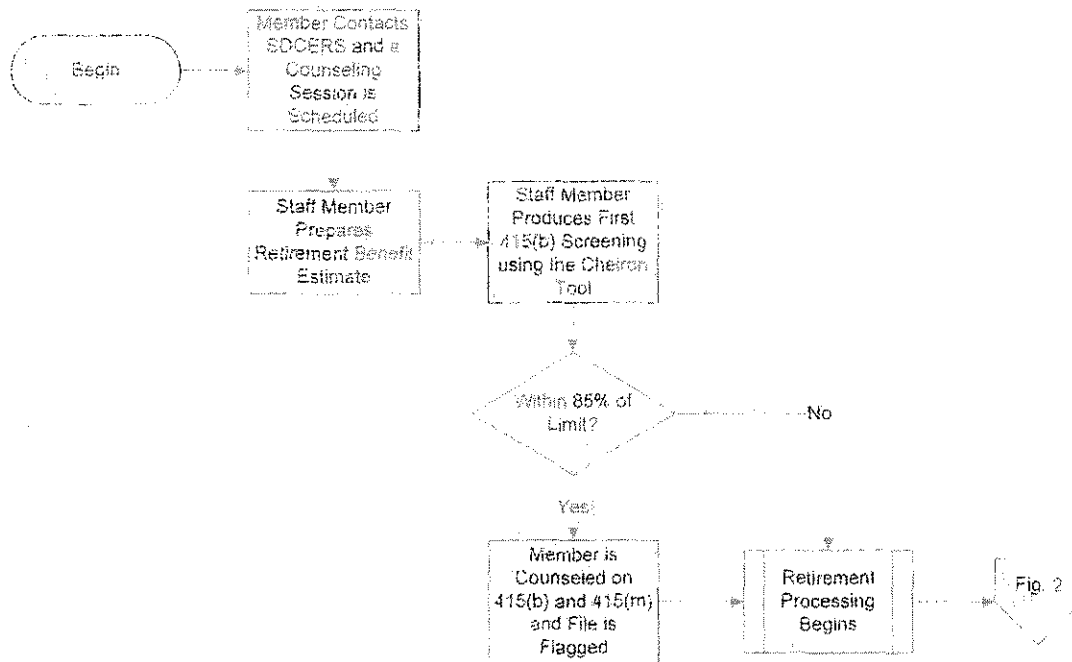 Begin
Member Contacts
SDCERS and a
Counseling
Session is
Scheduled
Staff Member
Prepares
Retirement Benefit
Estimate
Staff Member
Produces First
415(b) Screening
using the Cheiron
Tool
Within 85% of
Limit?
No
Yes
Member is
Counseled on
415(b) and 415(m)
and File is
Flagged
Retirement
Processing
Begins
Fig. 2